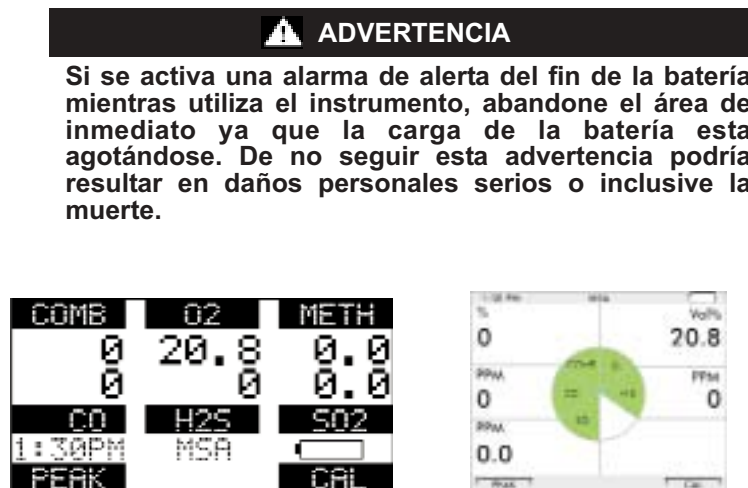 ADVERTENCIA
Si se activa una alarma de alerta del fin de la batería
mientras utiliza el instrumento, abandone el área de
inmediato ya que la carga de la batería esta
agotándose. De no seguir esta advertencia podría
resultar en daños personales serios o inclusive la
muerte.
COMB O2 METH
0 20.8 0.0
0 0 0.0
CO H2S SO2
1:30PM MSA
PEAK CAL
% Vol%
0 20.8
PPM PPM
0 0
PPM
0.0